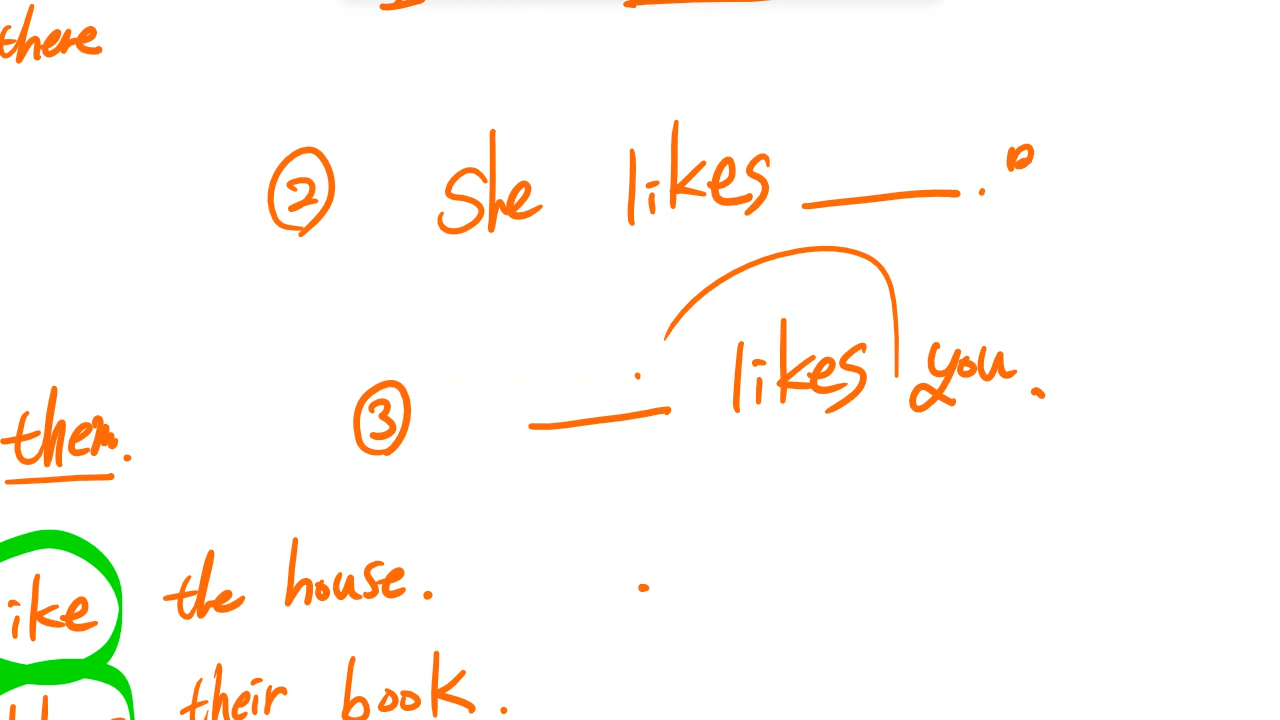 there
② She likes ____.
③ ____ likes you.
them.
ike the house.
their book.